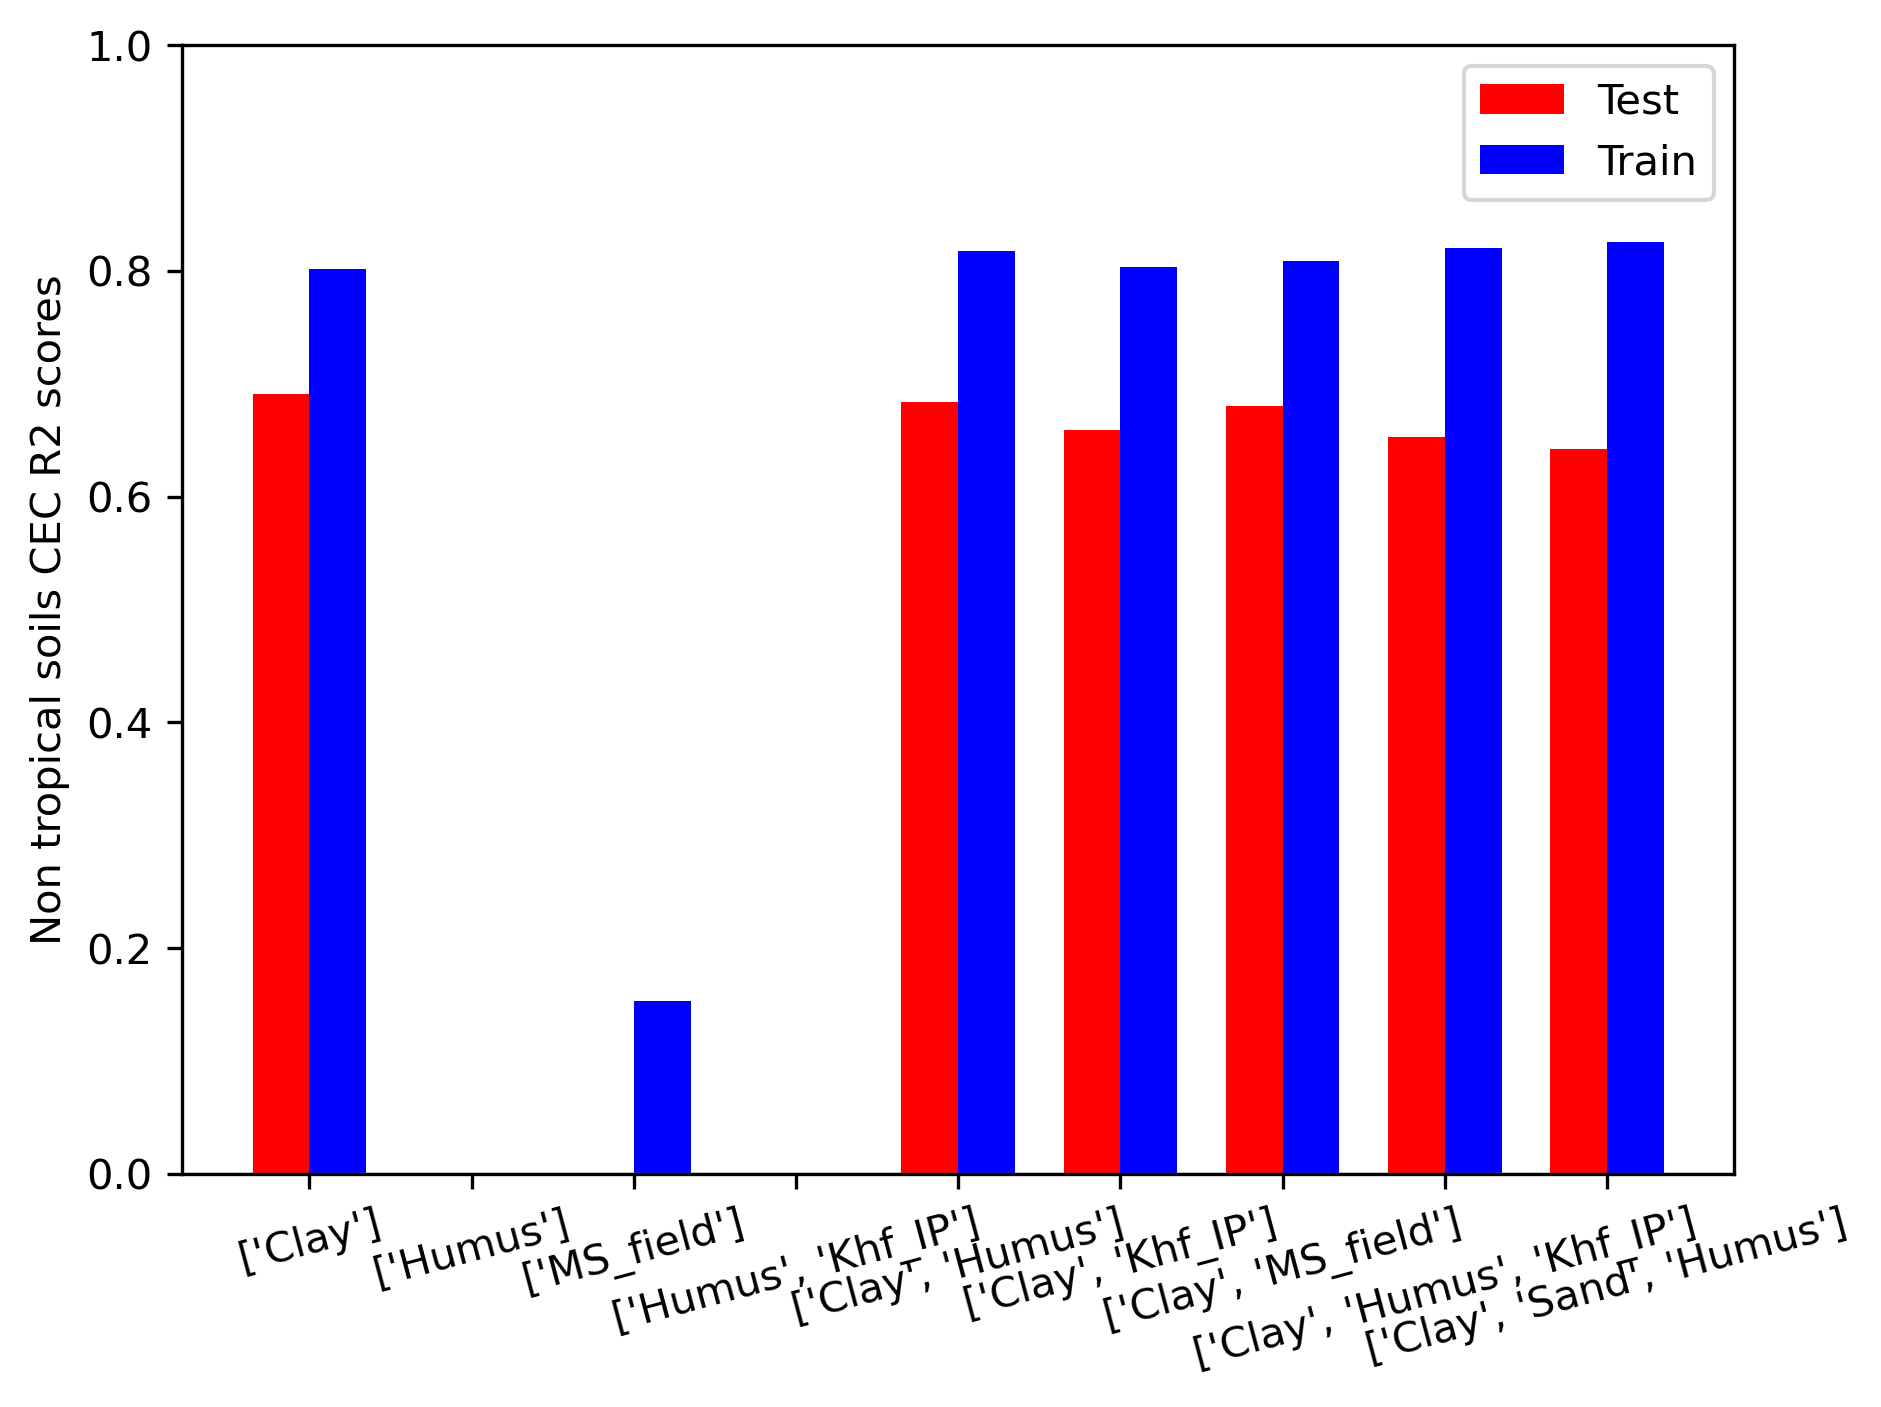 Non tropical soils CEC R2 scores
1.0
0.8
0.6
0.4
0.2
0.0
Test
Train
['Clay']
['Humus']
['MS_field']
['Humus', 'Khf_IP']
['Clay', 'Humus']
['Clay', 'Khf_IP']
['Clay', 'MS_field']
['Clay', 'Humus', 'Khf_IP']
['Clay', 'Sand', 'Humus']